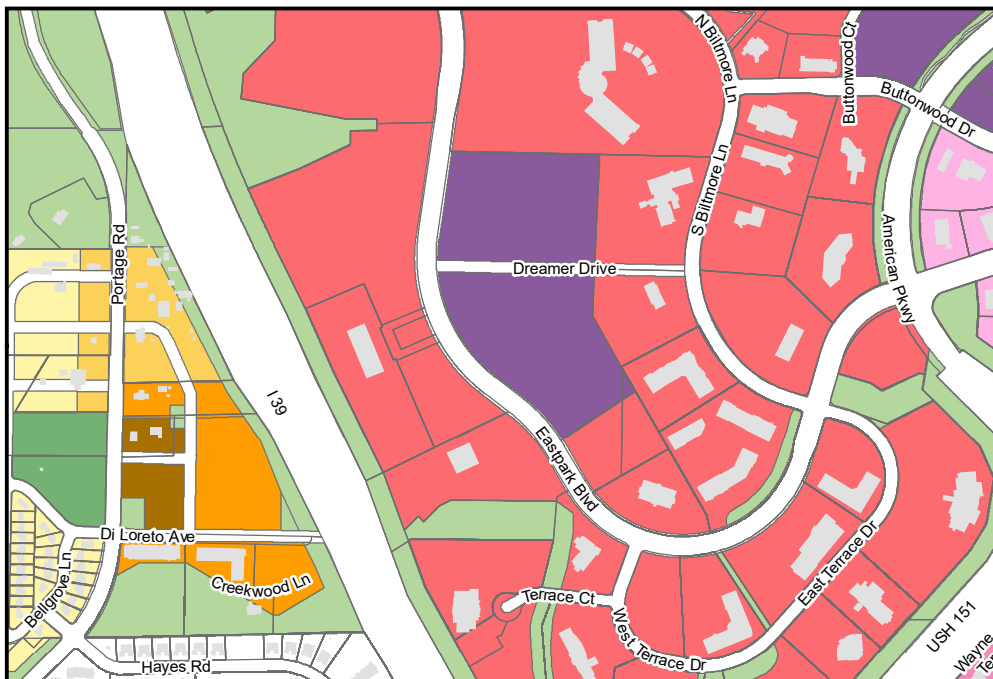 N Biltmore Ln
Buttonwood Ct
Buttonwood Dr
S Biltmore Ln
Portage Rd
American Pkwy
Dreamer Drive
I 39
Eastpark Blvd
Di Loreto Ave
Bellgrove Ln
Creekwood Ln
East Terrace Dr
Terrace Ct
West Terrace Dr
USH 151
Hayes Rd
Wayne